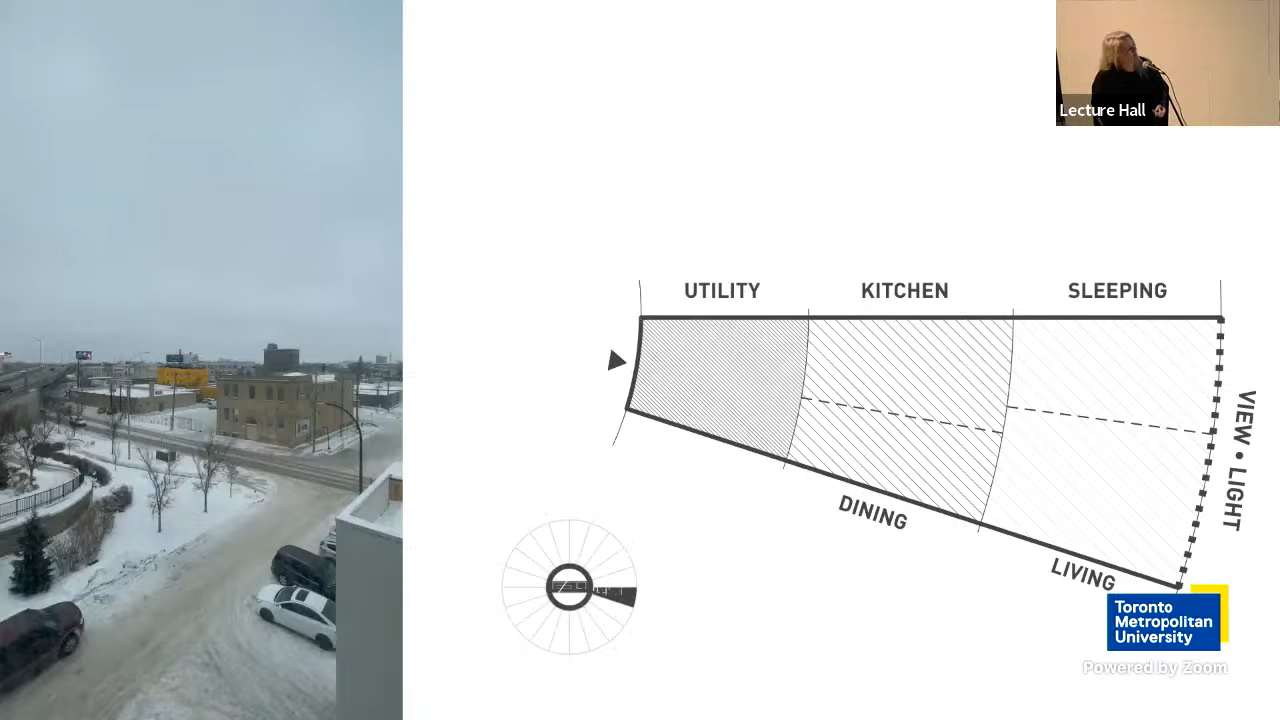 Lecture Hall
UTILITY
KITCHEN
SLEEPING
VIEW • LIGHT
DINING
LIVING
Toronto
Metropolitan
University
Powered by Zoom